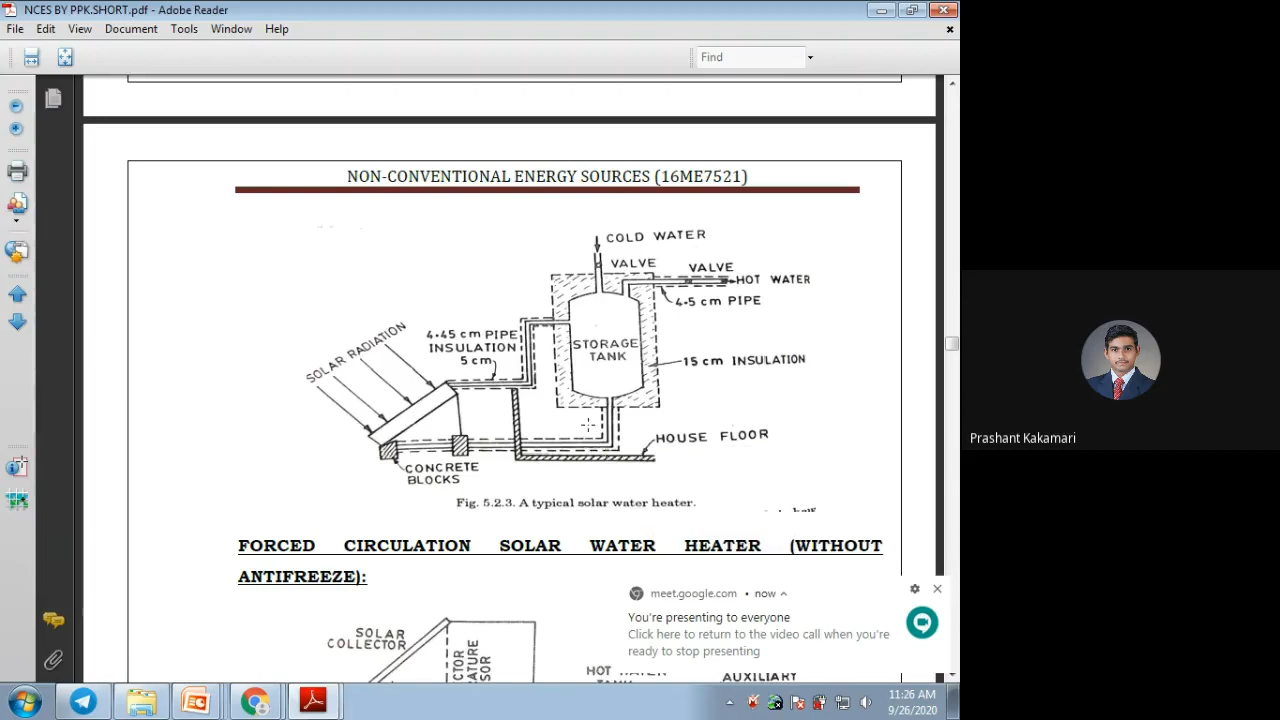 NCES BY PPK.SHORT.pdf - Adobe Reader
File Edit View Document Tools Window Help
Find
NON-CONVENTIONAL ENERGY SOURCES (16ME7521)
COLD WATER
VALVE
VALVE
HOT WATER
4.5 cm PIPE
4.45 cm PIPE
INSULATION
5 cm
SOLAR RADIATION
STORAGE
TANK
15 cm INSULATION
HOUSE FLOOR
CONCRETE
BLOCKS
Fig. 5.2.3. A typical solar water heater.
FORCED CIRCULATION SOLAR WATER HEATER (WITHOUT
ANTIFREEZE):
SOLAR
COLLECTOR
HOT WATER
AUXILIARY
meet.google.com • now
You're presenting to everyone
Click here to return to the video call when you're
ready to stop presenting
Prashant Kakamari
11:26 AM
9/26/2020